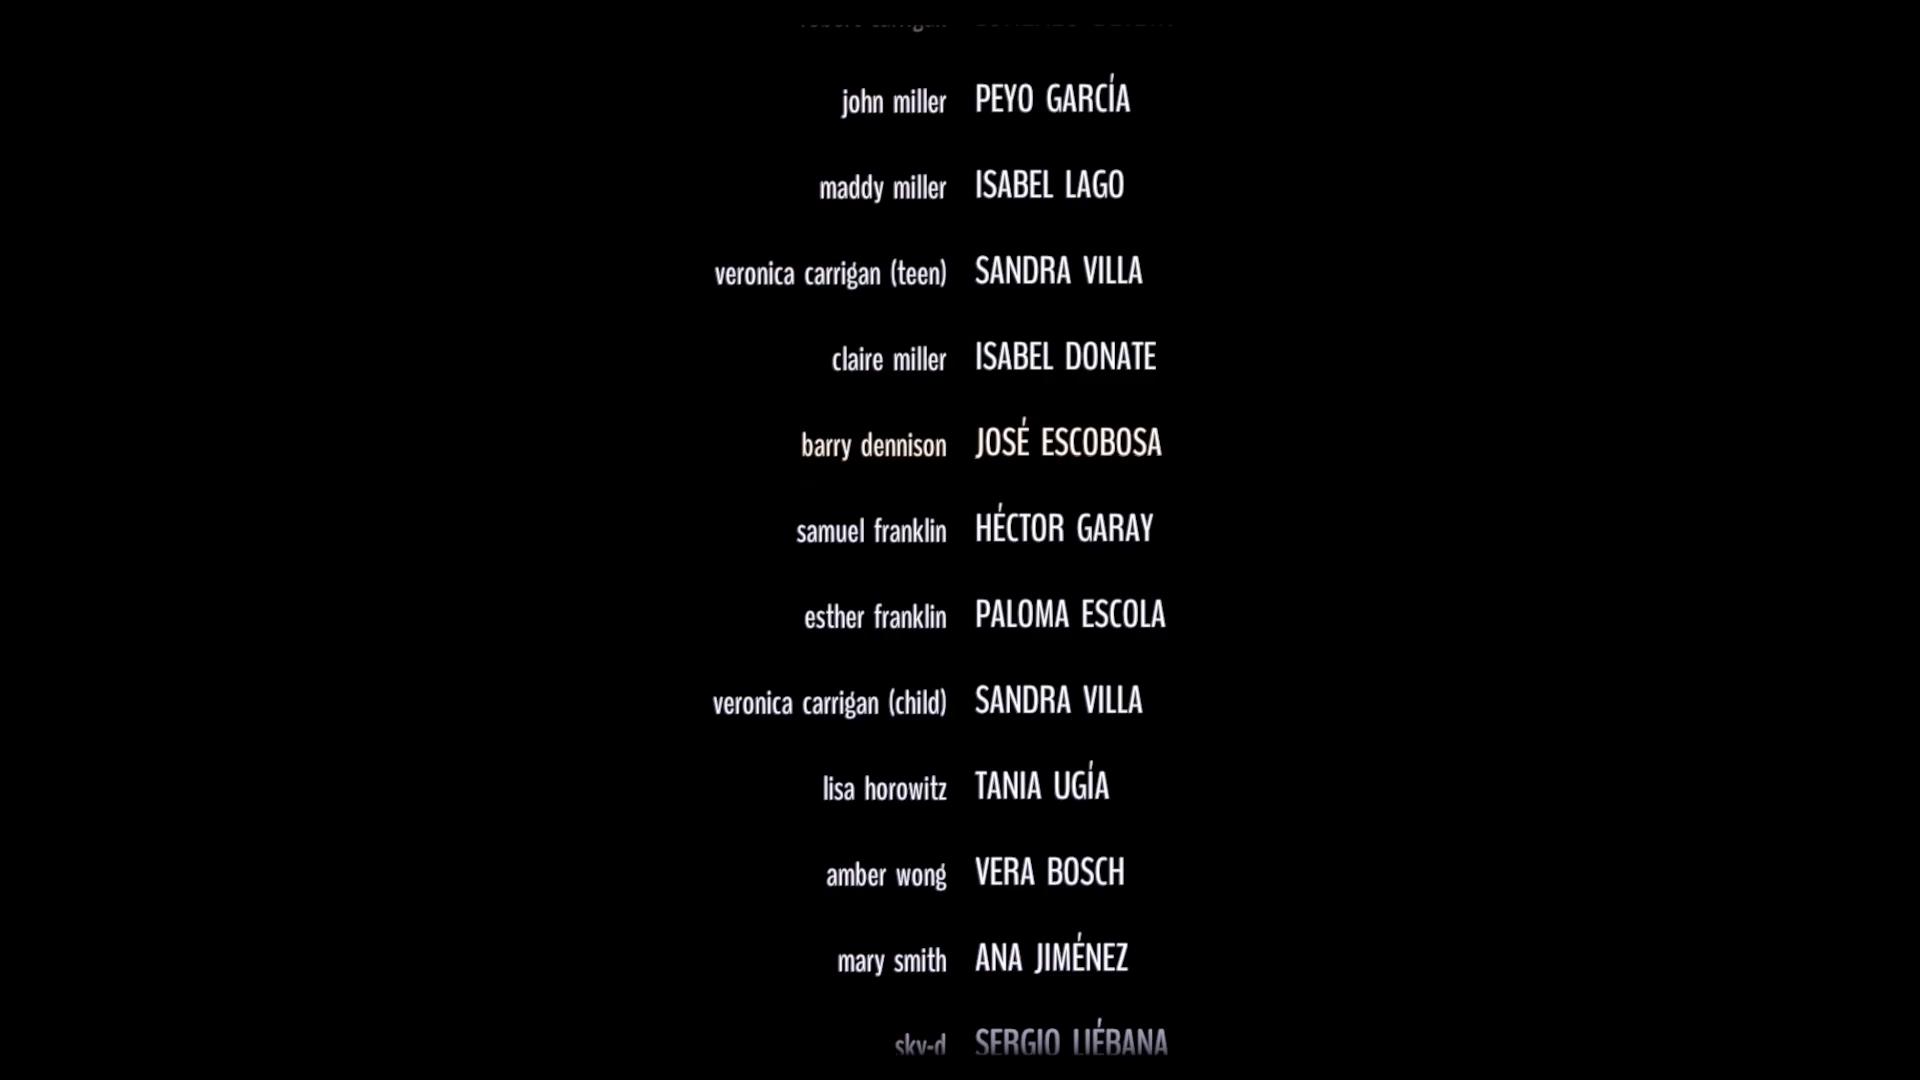 john miller PEYO GARCÍA
maddy miller ISABEL LAGO
veronica carrigan (teen) SANDRA VILLA
claire miller ISABEL DONATE
barry dennison JOSÉ ESCOBOSA
samuel franklin HÉCTOR GARAY
esther franklin PALOMA ESCOLA
veronica carrigan (child) SANDRA VILLA
lisa horowitz TANIA UGÍA
amber wong VERA BOSCH
mary smith ANA JIMÉNEZ
sky-d SERGIO LIÉBANA